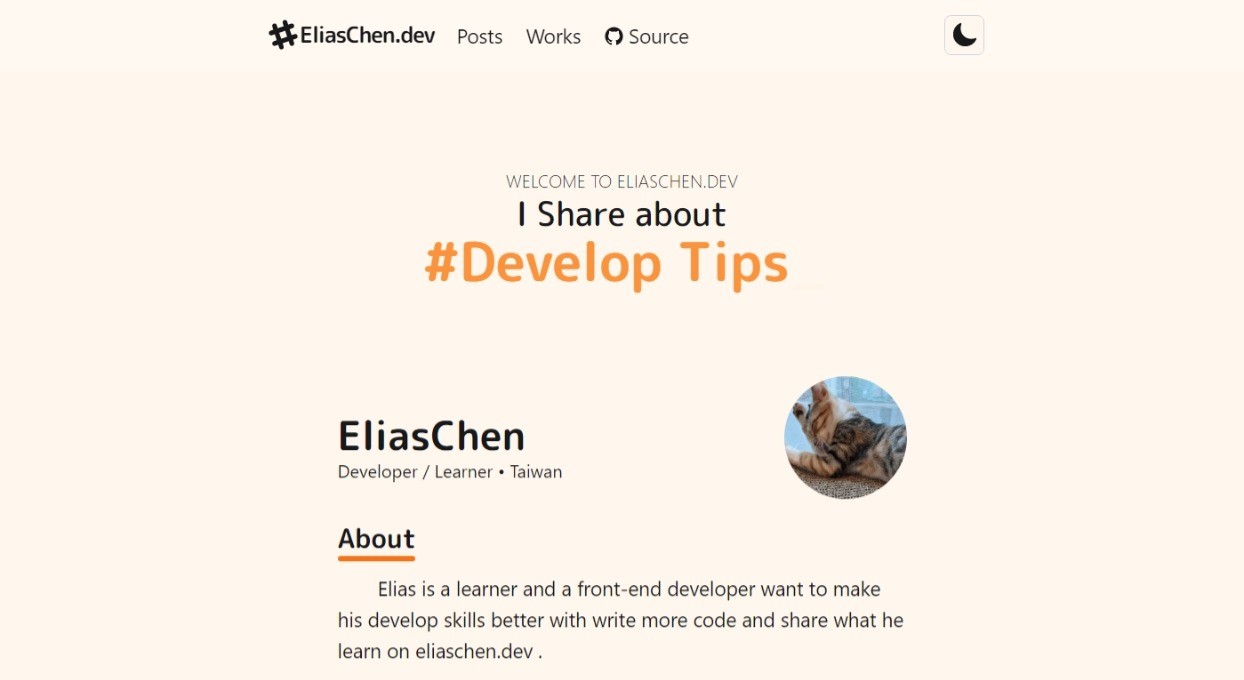 #EliasChen.dev Posts Works Source
WELCOME TO ELIASCHEN.DEV
I Share about
#Develop Tips
EliasChen
Developer / Learner • Taiwan
About
Elias is a learner and a front-end developer want to make
his develop skills better with write more code and share what he
learn on eliaschen.dev .